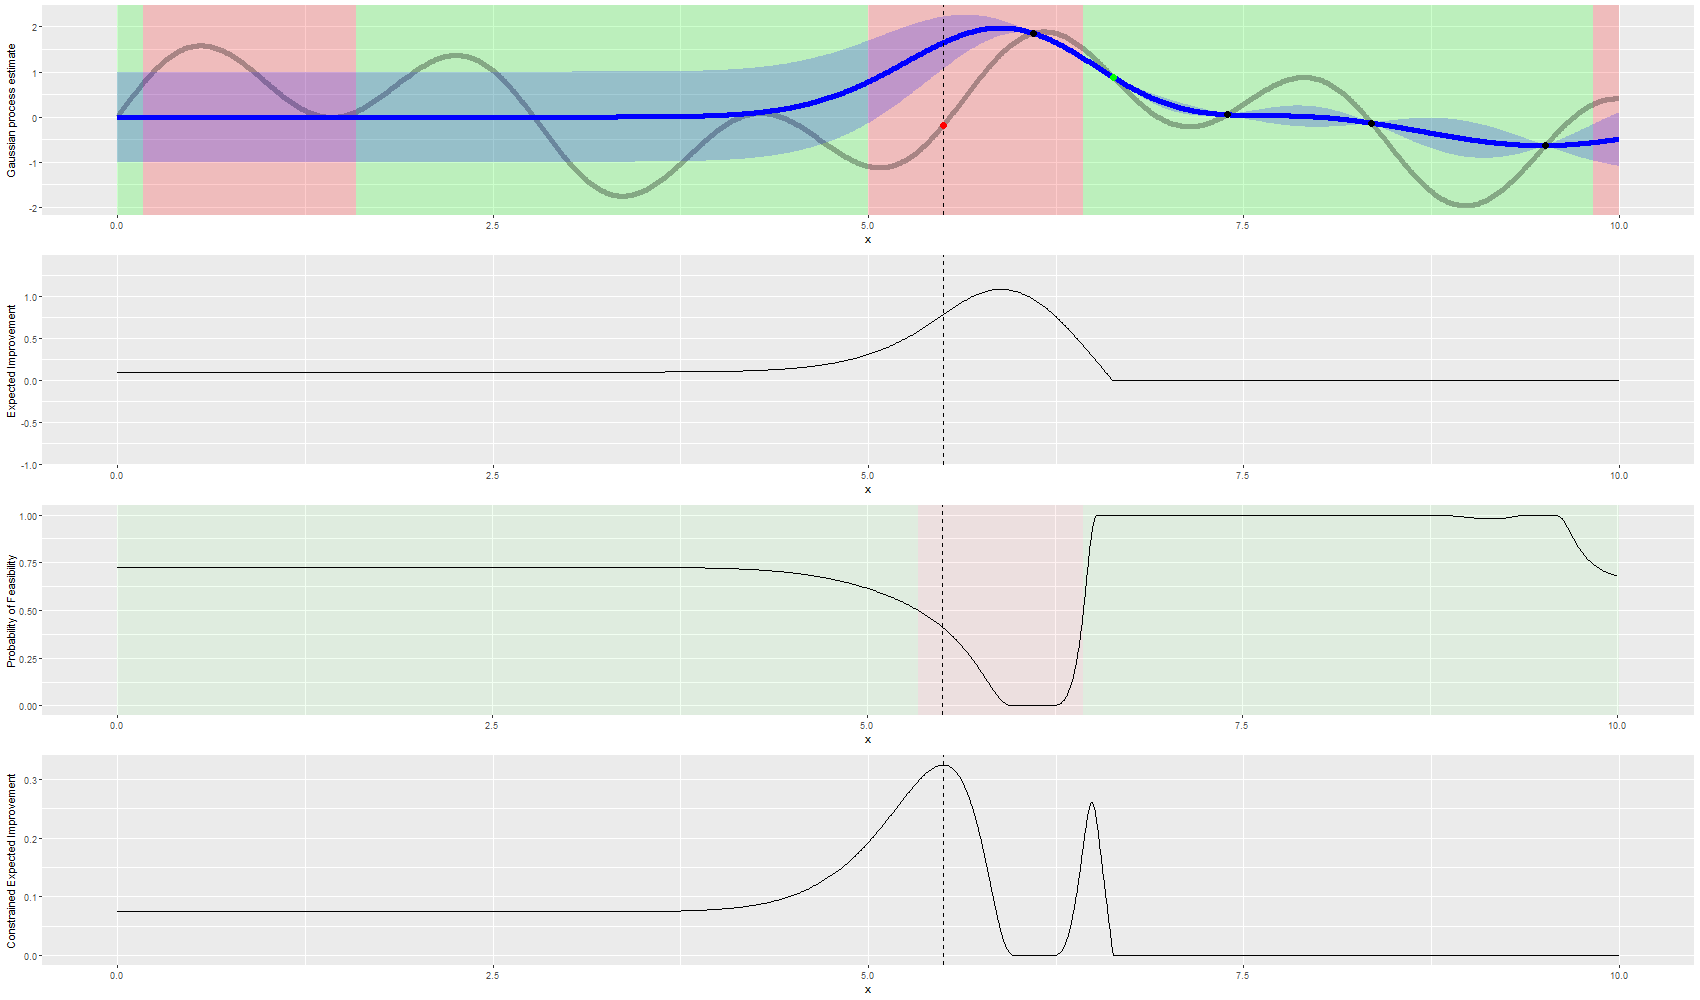 Gaussian process estimate
2
1
0
-1
-2
0.0 2.5 5.0 7.5 10.0
x
Expected Improvement
1.0
0.5
0.0
-0.5
-1.0
0.0 2.5 5.0 7.5 10.0
x
Probability of Feasibility
1.00
0.75
0.50
0.25
0.00
0.0 2.5 5.0 7.5 10.0
x
Constrained Expected Improvement
0.3
0.2
0.1
0.0
0.0 2.5 5.0 7.5 10.0
x